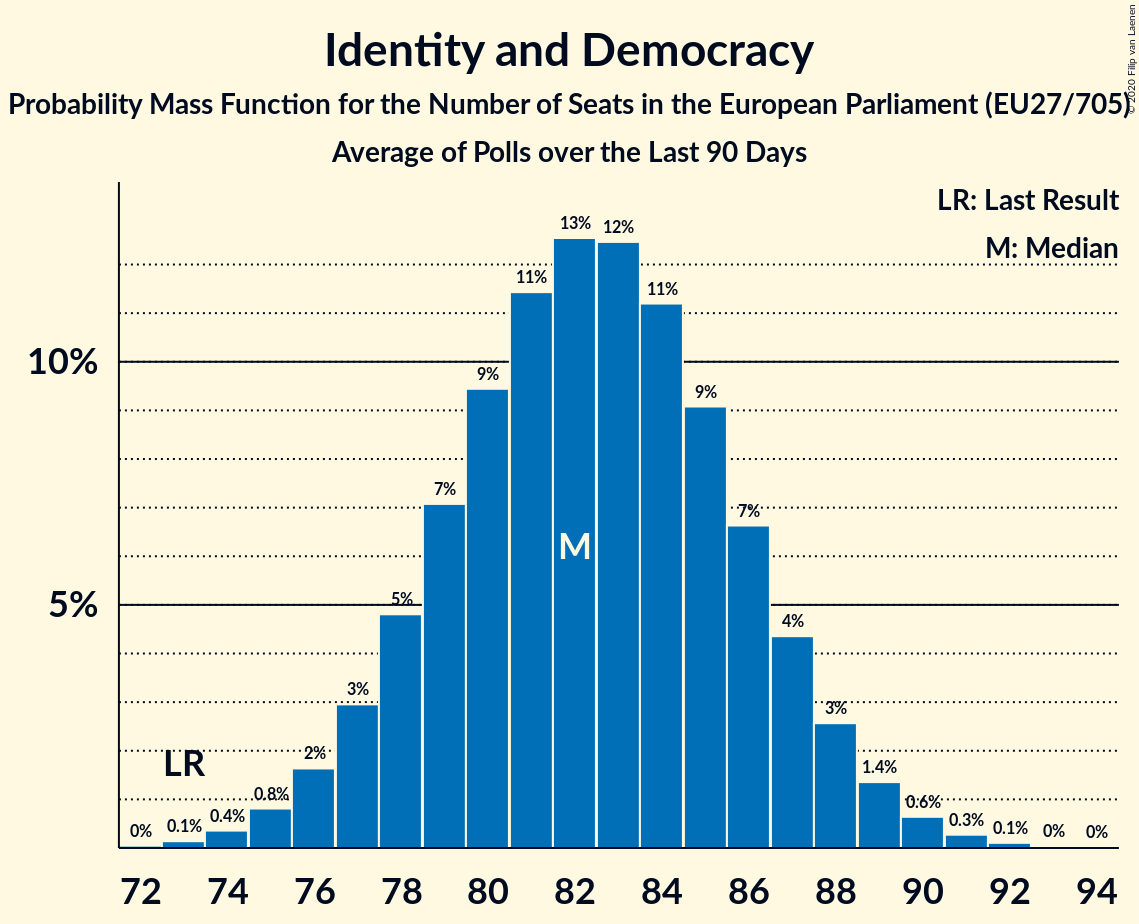 Identity and Democracy
Probability Mass Function for the Number of Seats in the European Parliament (EU27/705)
Average of Polls over the Last 90 Days
© 2020 Filip van Laenen
LR: Last Result
M: Median
13%
12%
11%
11%
10%
9%
9%
7%
7%
M
5%
5%
4%
3%
3%
LR
2%
1.4%
0.8%
0.6%
0% 0.1% 0.4% 0.3% 0.1% 0% 0%
72 74 76 78 80 82 84 86 88 90 92 94